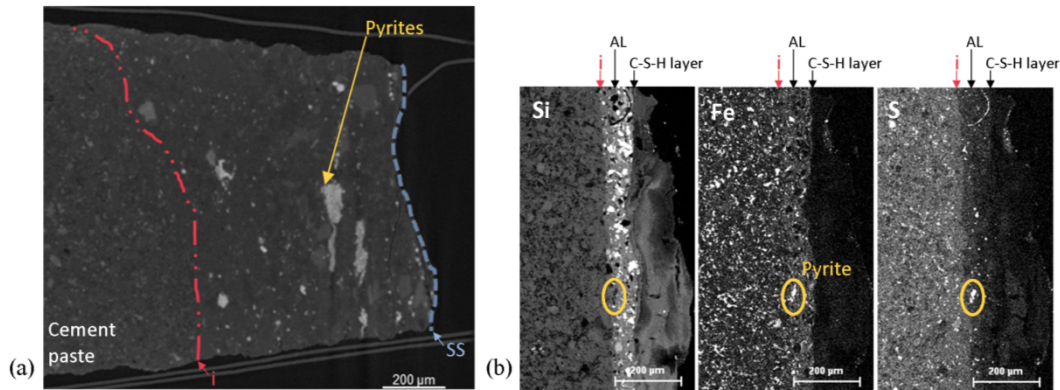 Pyrites
Cement
paste
i
SS
200 µm
(a)
AL
i
C-S-H layer
Si
200 µm
AL
i
C-S-H layer
Fe
Pyrite
200 µm
AL
i
C-S-H layer
S
200 µm
(b)